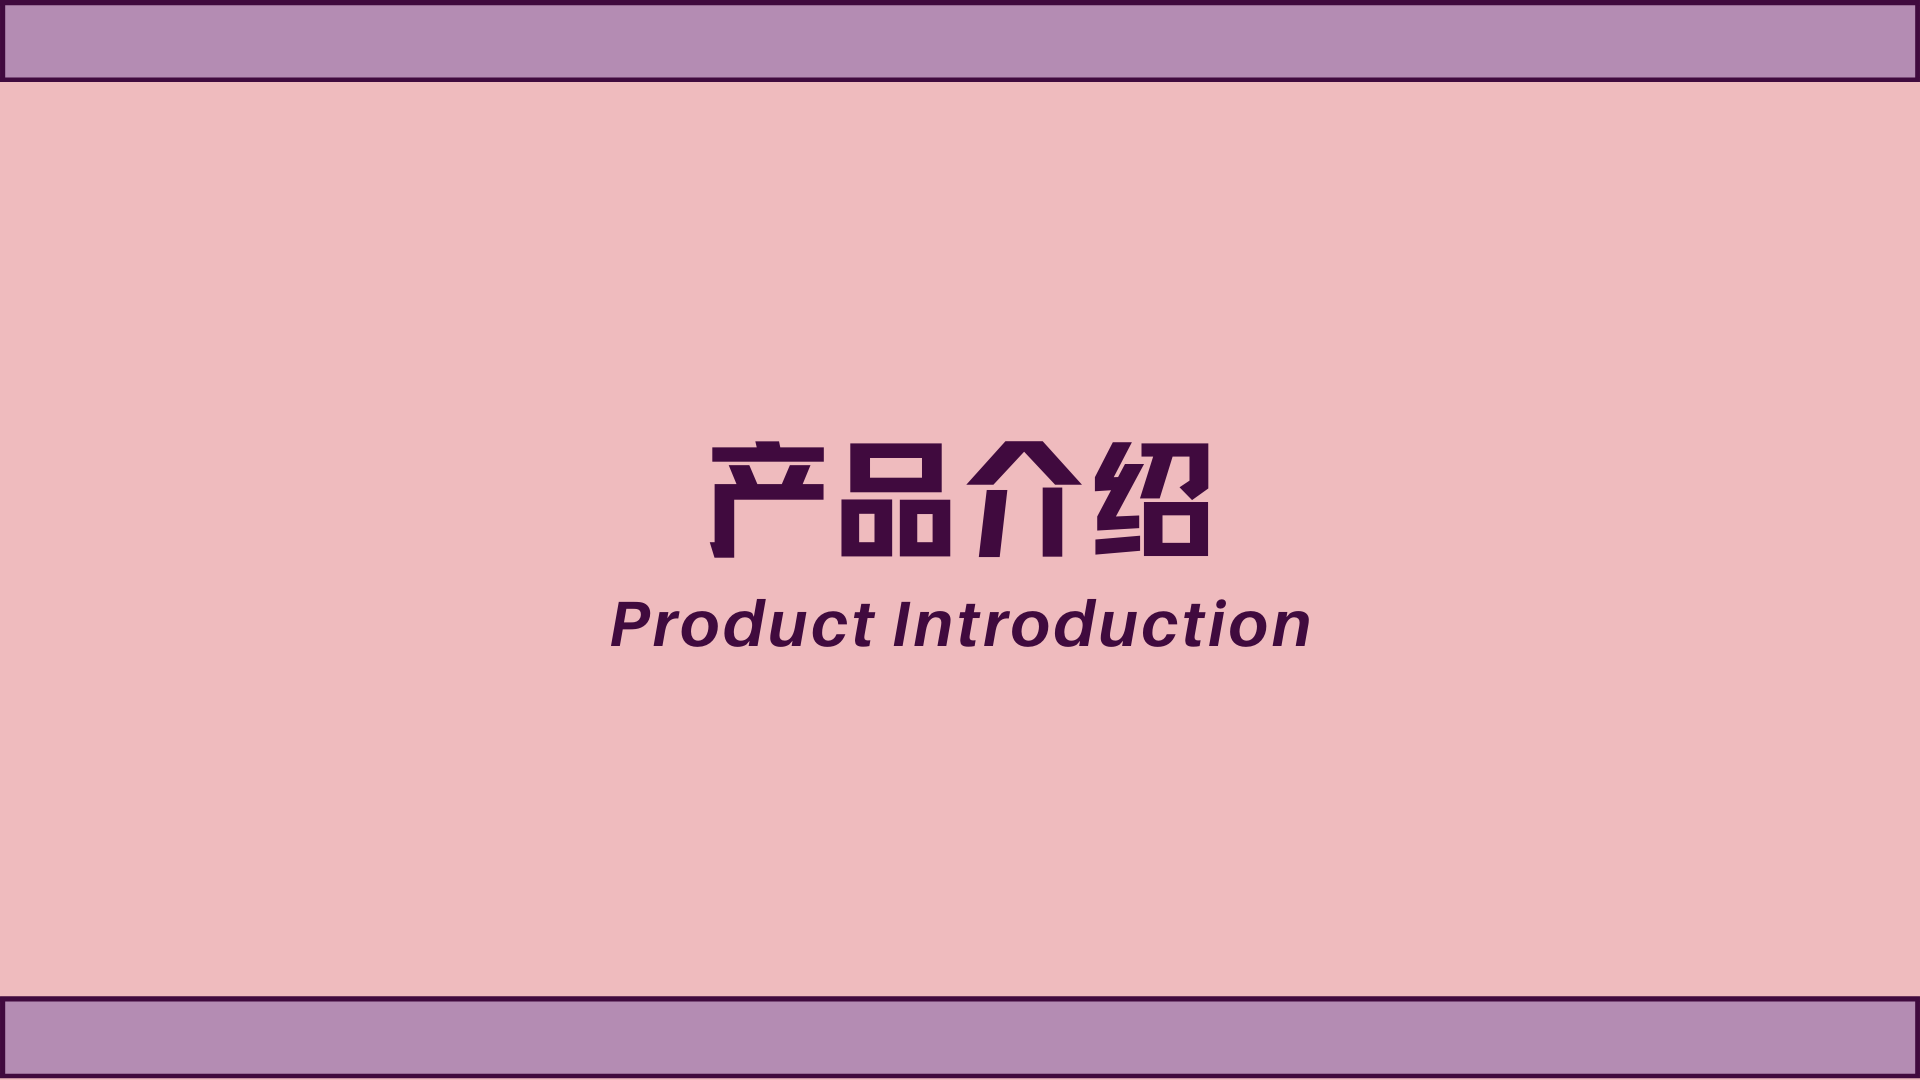 产品介绍
Product Introduction